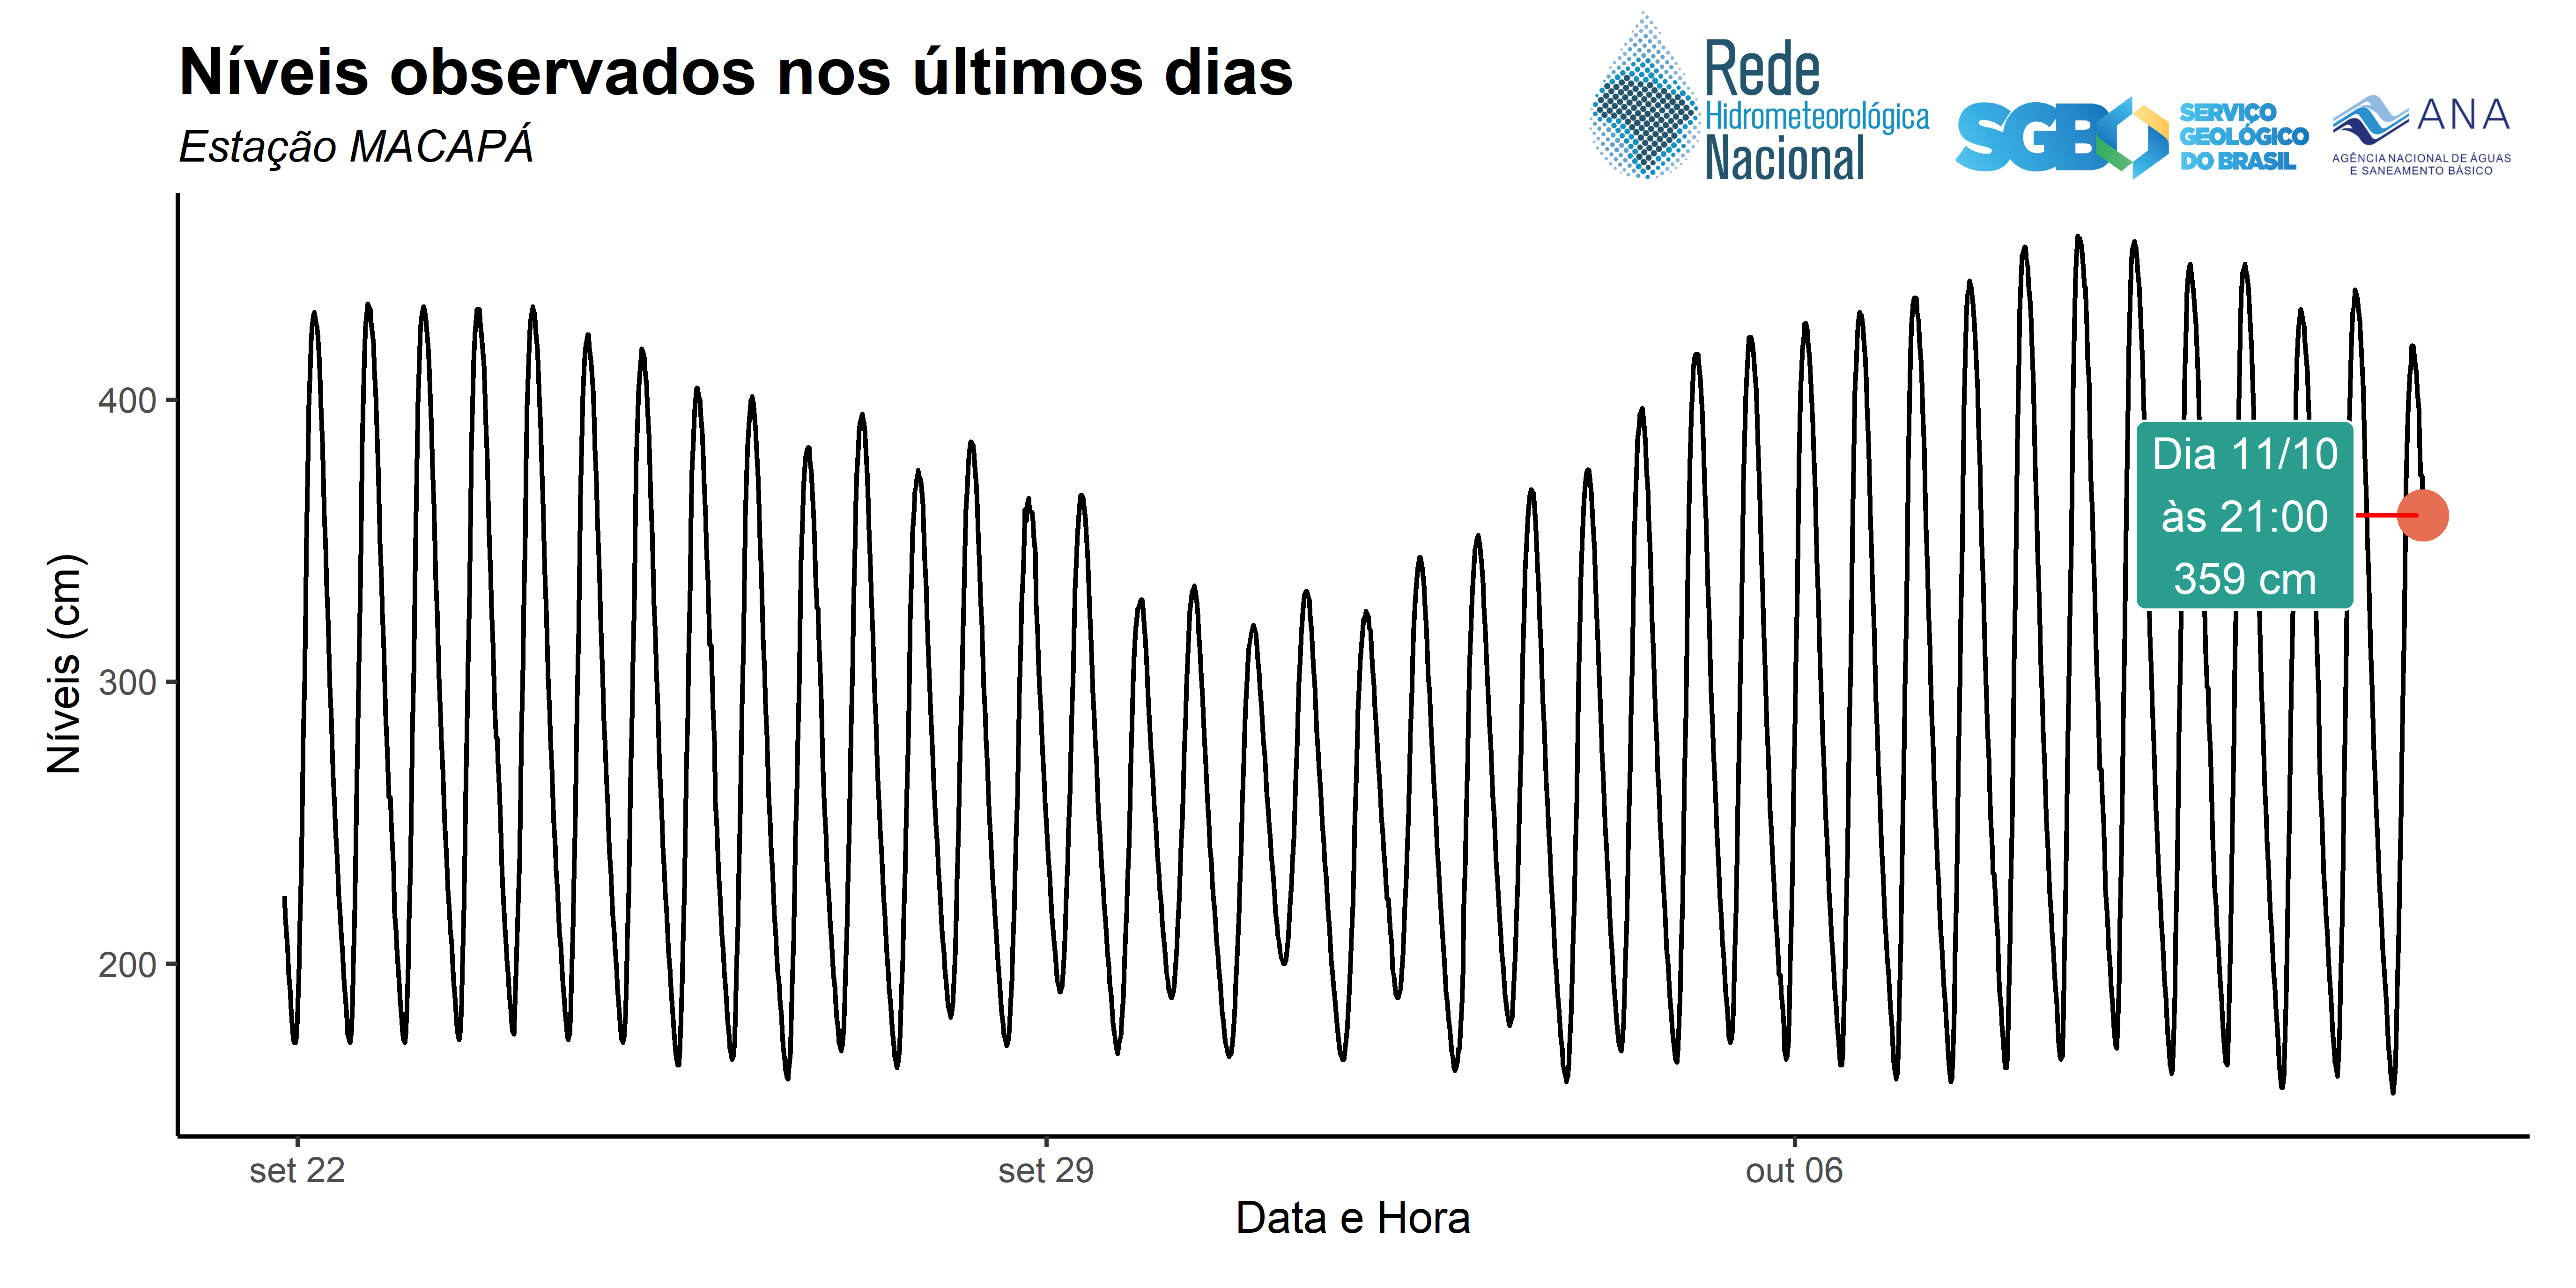 Níveis observados nos últimos dias
Estação MACAPÁ
Rede
Hidrometeorológica
Nacional
SGB
SERVIÇO
GEOLÓGICO
DO BRASIL
ANA
AGÊNCIA NACIONAL DE ÁGUAS
E SANEAMENTO BÁSICO
Níveis (cm)
400
300
200
Dia 11/10
às 21:00
359 cm
set 22
set 29
out 06
Data e Hora